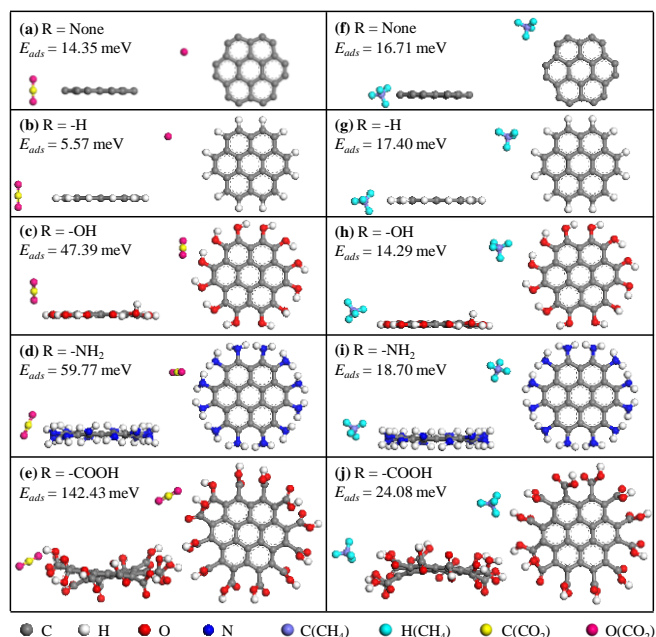 (a) R = None
E_ads = 14.35 meV
(b) R = -H
E_ads = 5.57 meV
(c) R = -OH
E_ads = 47.39 meV
(d) R = -NH₂
E_ads = 59.77 meV
(e) R = -COOH
E_ads = 142.43 meV
(f) R = None
E_ads = 16.71 meV
(g) R = -H
E_ads = 17.40 meV
(h) R = -OH
E_ads = 14.29 meV
(i) R = -NH₂
E_ads = 18.70 meV
(j) R = -COOH
E_ads = 24.08 meV
C H O N C(CH₄) H(CH₄) C(CO₂) O(CO₂)